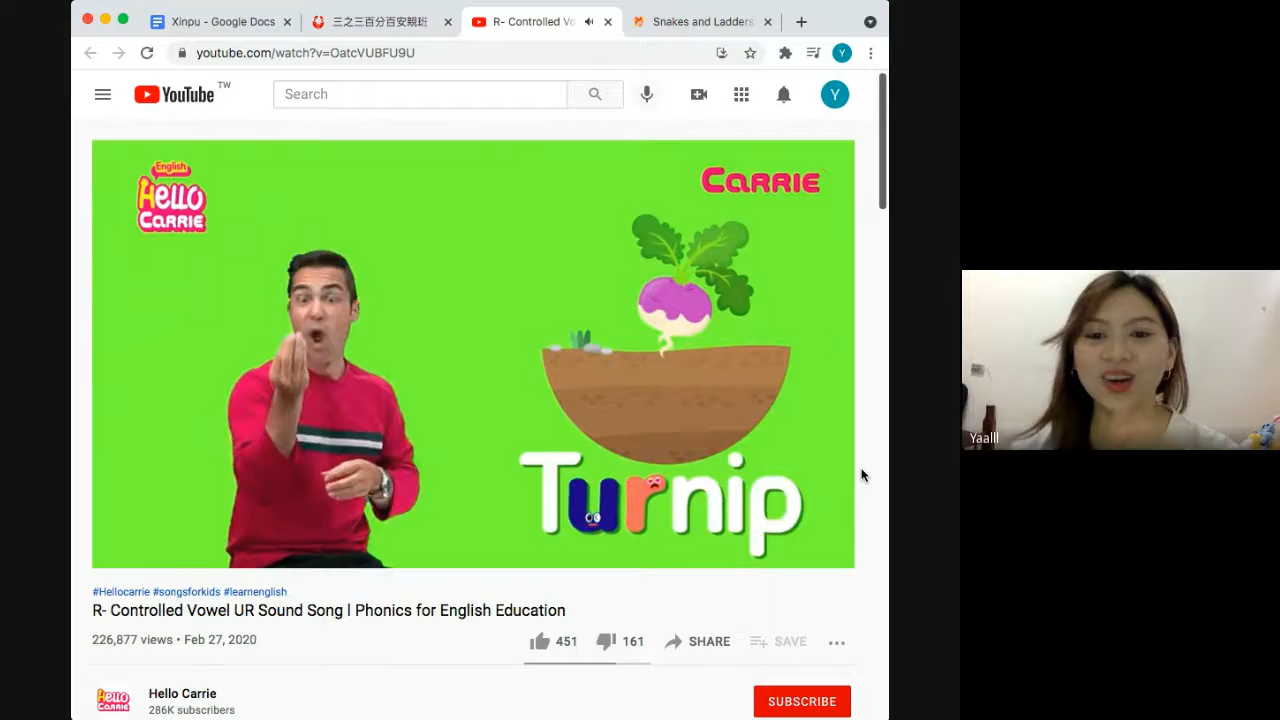 Xinpu - Google Docs
三之三百分百安親班
R- Controlled Vo
Snakes and Ladders
youtube.com/watch?v=OatcVUBFU9U
Y
YouTube TW
Search
Y
English
Hello
Carrie
CARRIE
Turnip
Yaalll
#Hellocarrie #songsforkids #learnenglish
R- Controlled Vowel UR Sound Song l Phonics for English Education
226,877 views • Feb 27, 2020
451
161
SHARE
SAVE
Hello Carrie
Hello Carrie
286K subscribers
SUBSCRIBE